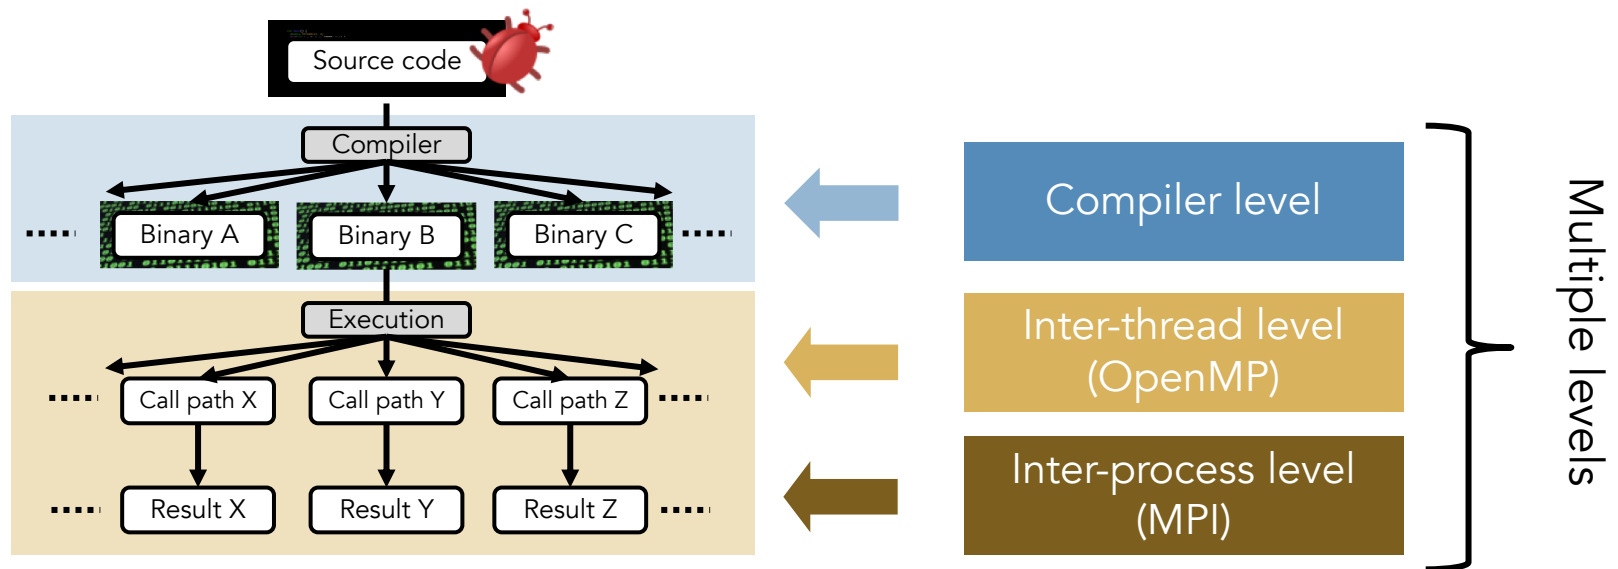 Source code
Compiler
Binary A
Binary B
Binary C
Execution
Call path X
Call path Y
Call path Z
Result X
Result Y
Result Z
Compiler level
Inter-thread level
(OpenMP)
Inter-process level
(MPI)
Multiple levels